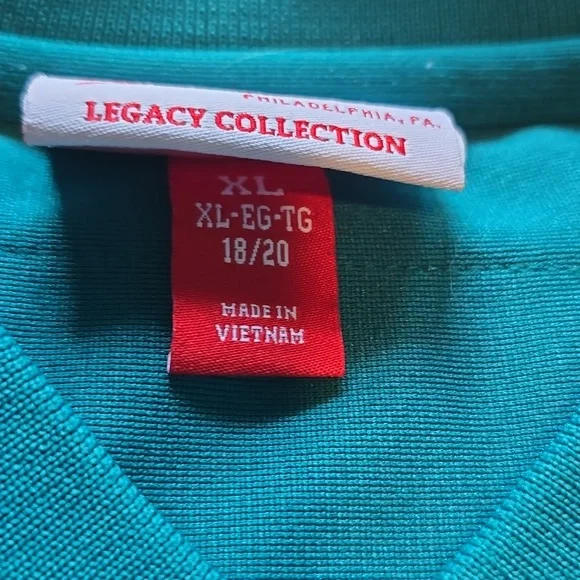 PHILADELPHIA, PA.
LEGACY COLLECTION
XL
XL-EG-TG
18/20
MADE IN
VIETNAM